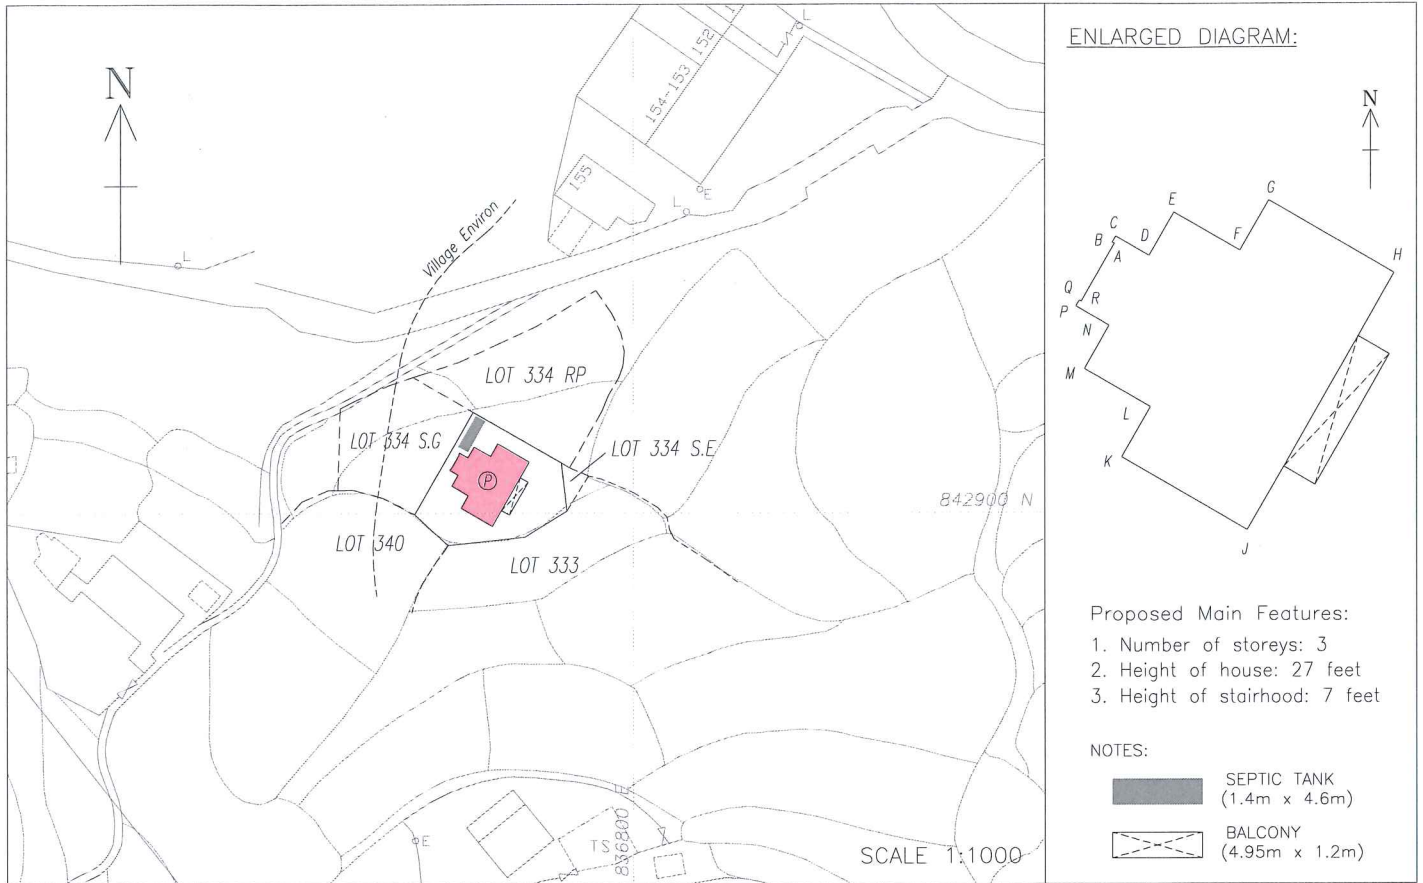 N
L
152
154-153
155
E
L
L
Village Environ
LOT 334 RP
LOT 334 S.G
LOT 334 S.E
P
842900 N
LOT 340
LOT 333
E
TS
836800 E
SCALE 1:1000
ENLARGED DIAGRAM:
N
G
E
C
D
F
B
A
H
Q
R
P
N
M
L
K
J
Proposed Main Features:
1. Number of storeys: 3
2. Height of house: 27 feet
3. Height of stairhood: 7 feet
NOTES:
SEPTIC TANK
(1.4m x 4.6m)
BALCONY
(4.95m x 1.2m)